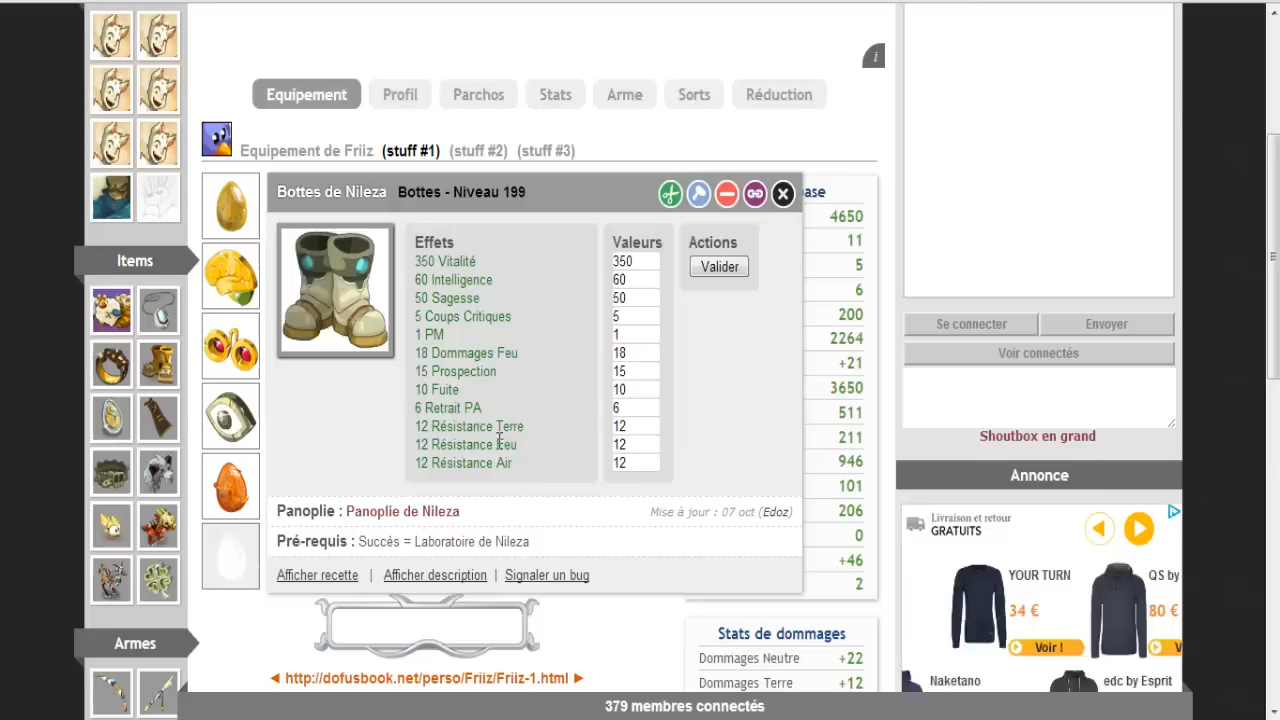 i
Equipement
Profil
Parchos
Stats
Arme
Sorts
Réduction
Equipement de Friiz (stuff #1) (stuff #2) (stuff #3)
Items
Armes
Bottes de Nileza Bottes - Niveau 199
Effets
350 Vitalité
60 Intelligence
50 Sagesse
5 Coups Critiques
1 PM
18 Dommages Feu
15 Prospection
10 Fuite
6 Retrait PA
12 Résistance Terre
12 Résistance Feu
12 Résistance Air
Valeurs
350
60
50
5
1
18
15
10
6
12
12
12
Actions
Valider
Panoplie : Panoplie de Nileza
Mise à jour : 07 oct (Edoz)
Pré-requis : Succès = Laboratoire de Nileza
Afficher recette | Afficher description | Signaler un bug
◄ http://dofusbook.net/perso/Friiz/Friiz-1.html ►
4650
11
5
6
200
2264
+21
3650
511
211
946
101
206
0
+46
2
Stats de dommages
Dommages Neutre +22
Dommages Terre +12
Se connecter
Envoyer
Voir connectés
Shoutbox en grand
Annonce
Livraison et retour
GRATUITS
YOUR TURN
34 €
Voir !
QS by
80 €
Naketano
edc by Esprit
379 membres connectés